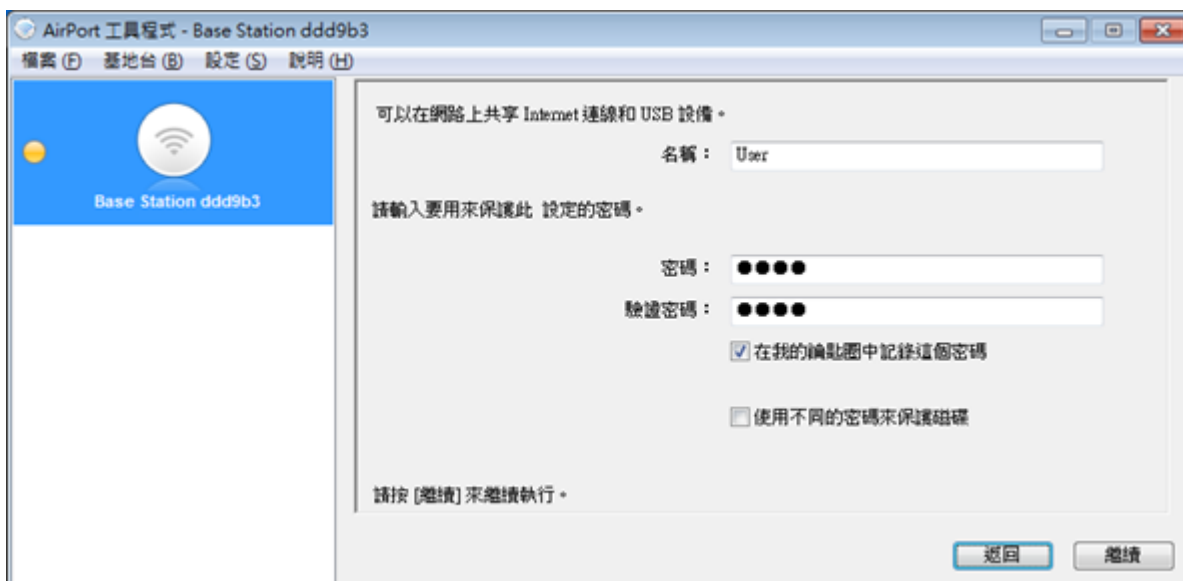 AirPort 工具程式 - Base Station ddd9b3
檔案(F) 基地台(B) 設定(S) 說明(H)
Base Station ddd9b3
可以在網路上共享 Internet 連線和 USB 設備。
名稱： User
請輸入要用來保護此 設定的密碼。
密碼： ●●●●
驗證密碼： ●●●●
在我的鑰匙圈中記錄這個密碼
使用不同的密碼來保護磁碟
請按 [繼續] 來繼續執行。
返回 繼續